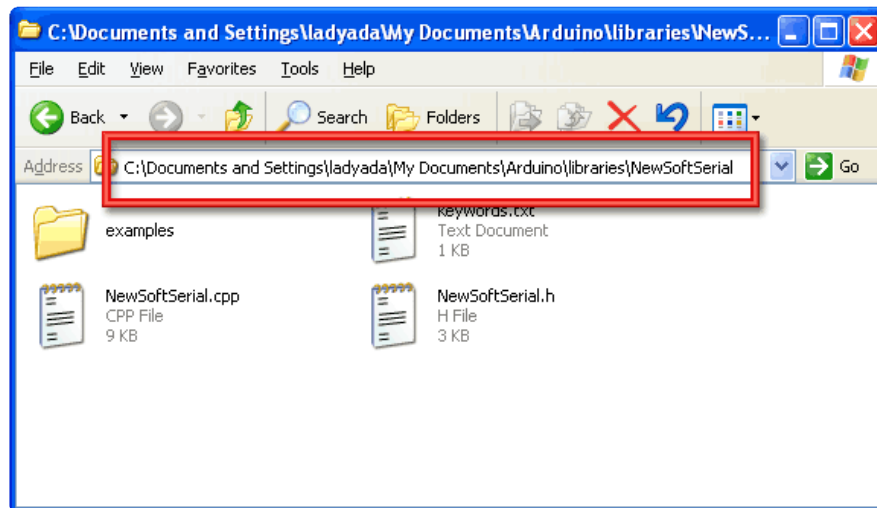 C:\Documents and Settings\ladyada\My Documents\Arduino\libraries\NewS...
File Edit View Favorites Tools Help
Back Search Folders
Address C:\Documents and Settings\ladyada\My Documents\Arduino\libraries\NewSoftSerial Go
examples
keywords.txt
Text Document
1 KB
NewSoftSerial.cpp
CPP File
9 KB
NewSoftSerial.h
H File
3 KB